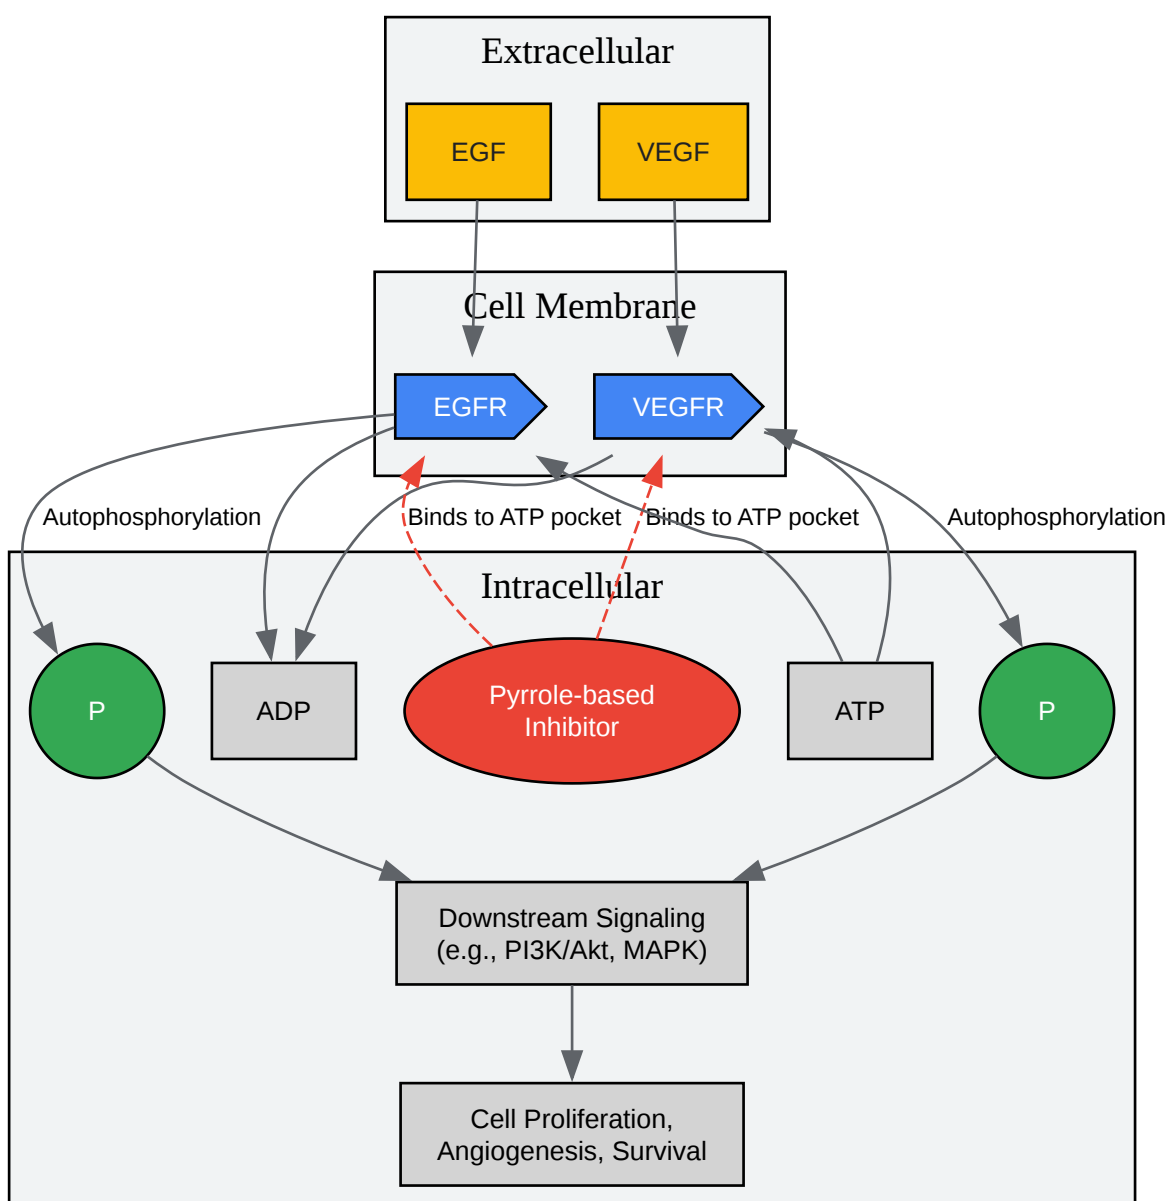 Extracellular
EGF
VEGF
Cell Membrane
EGFR
VEGFR
Autophosphorylation
Binds to ATP pocket
Binds to ATP pocket
Autophosphorylation
Intracellular
P
ADP
Pyrrole-based
Inhibitor
ATP
P
Downstream Signaling
(e.g., PI3K/Akt, MAPK)
Cell Proliferation,
Angiogenesis, Survival